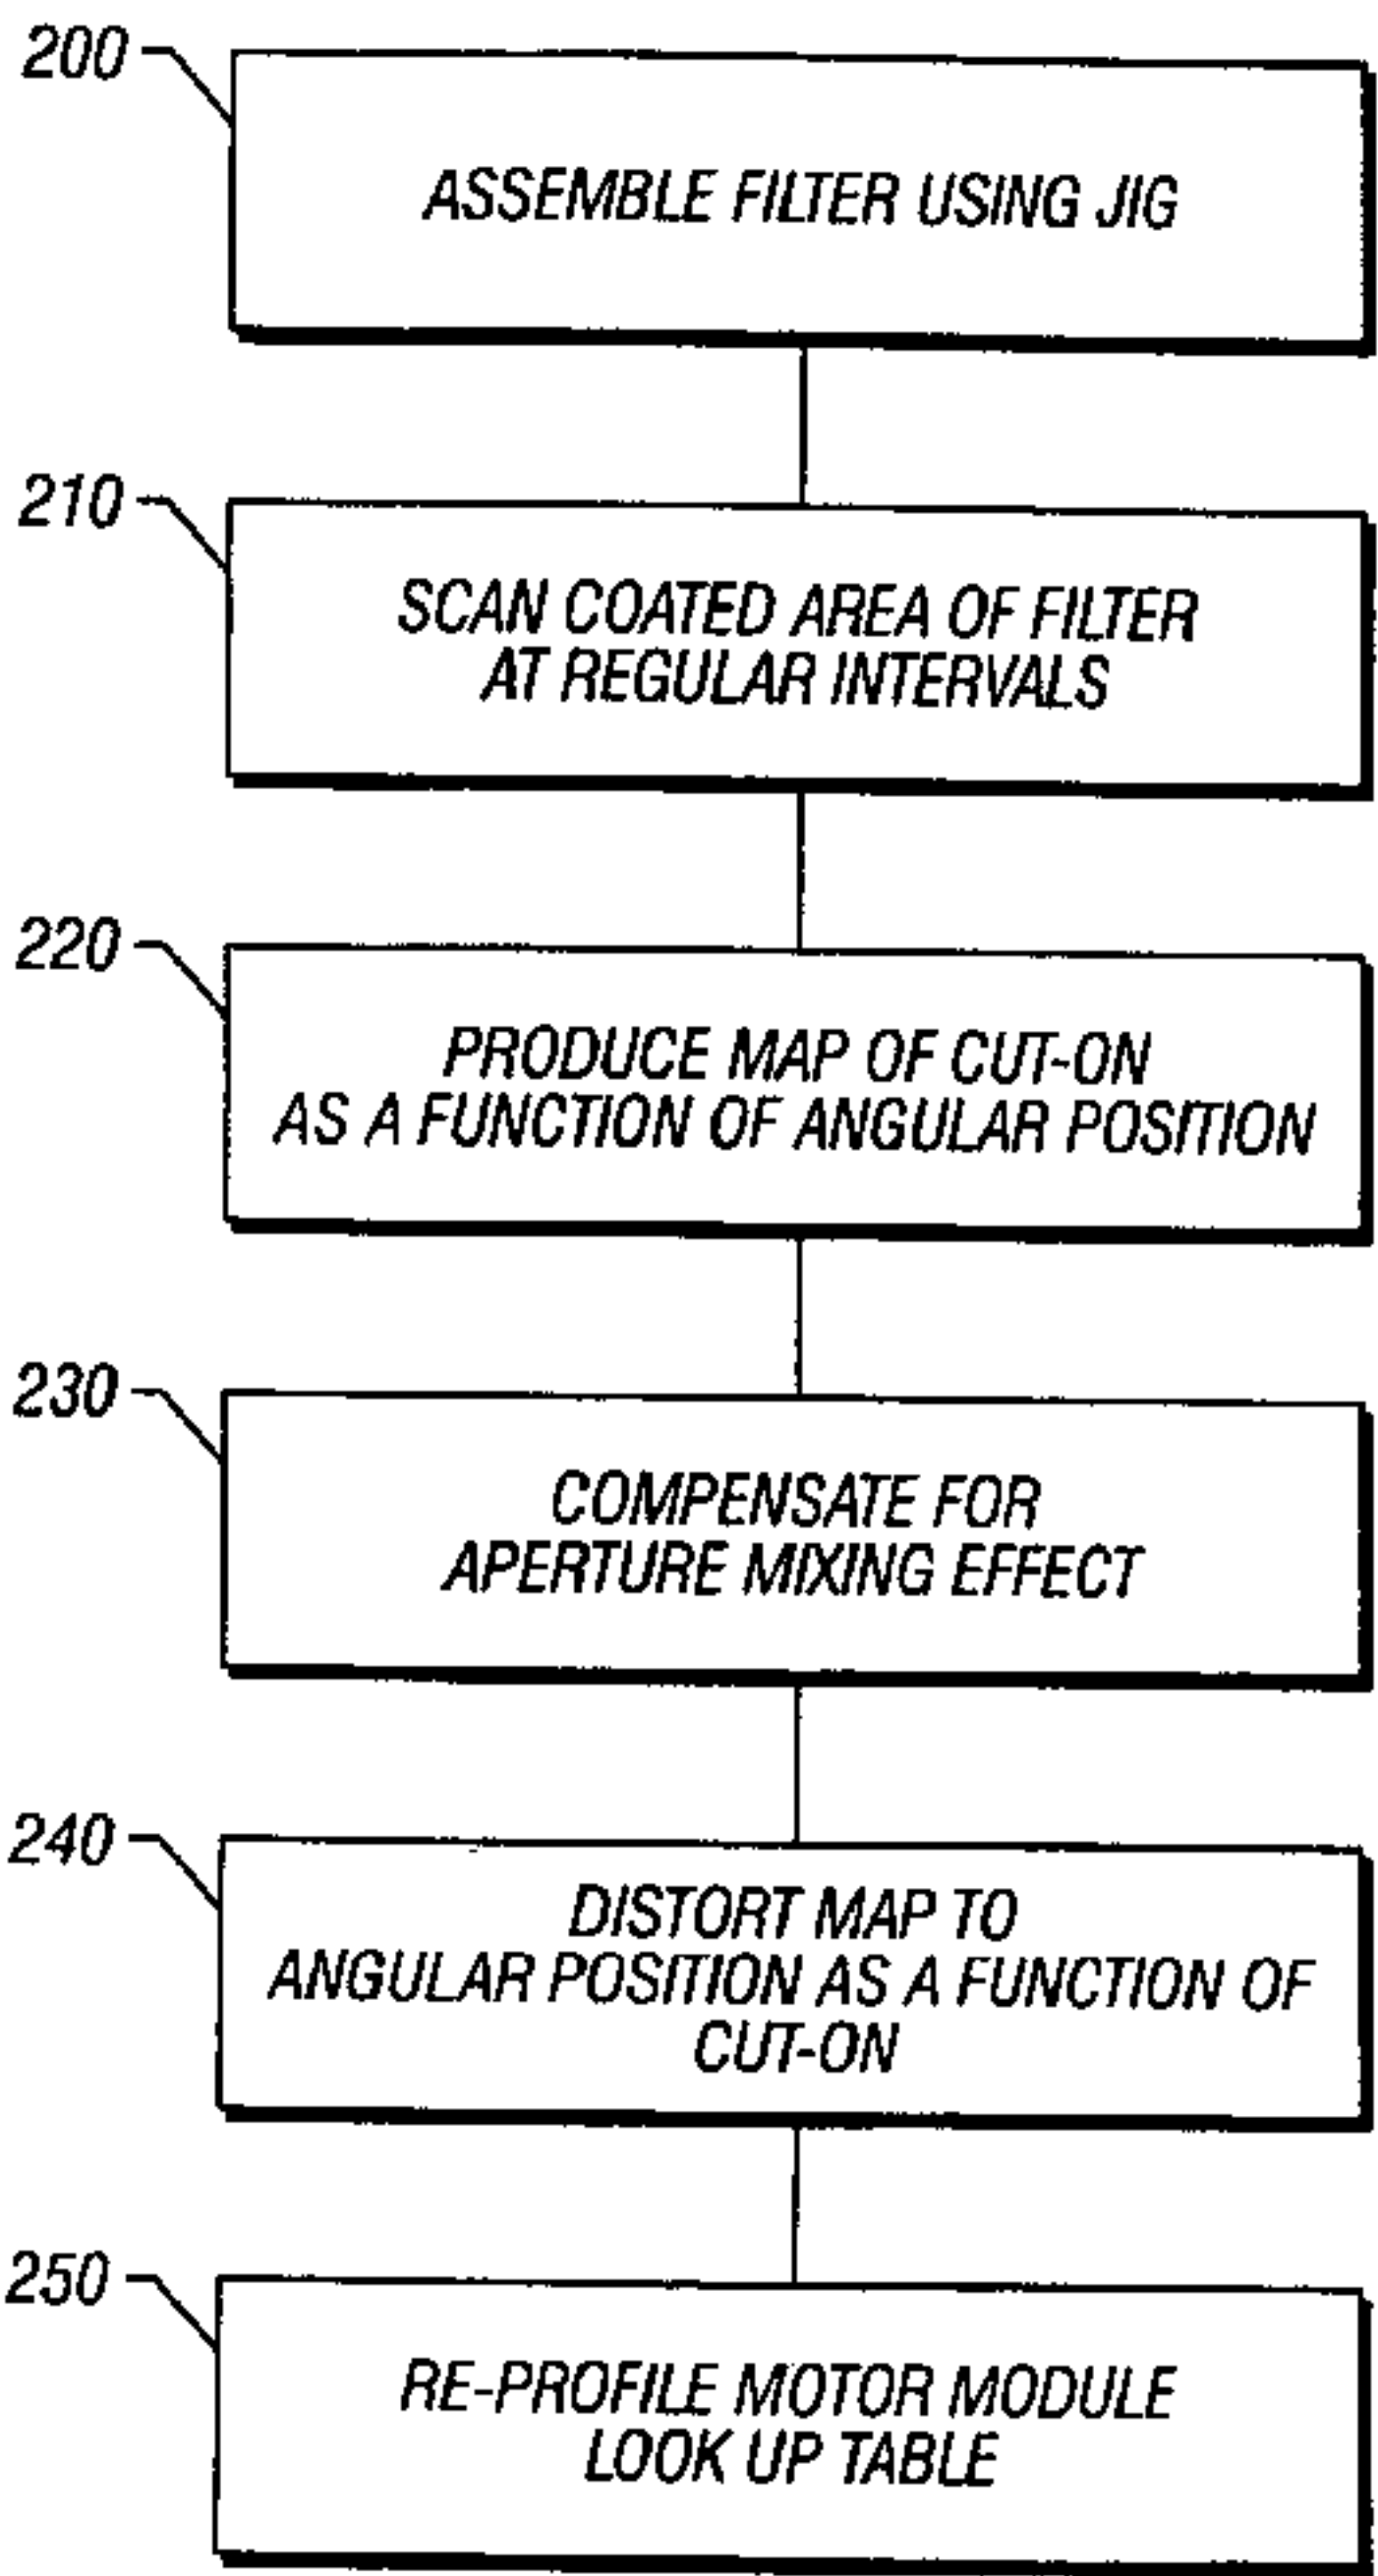 200
ASSEMBLE FILTER USING JIG
210
SCAN COATED AREA OF FILTER
AT REGULAR INTERVALS
220
PRODUCE MAP OF CUT-ON
AS A FUNCTION OF ANGULAR POSITION
230
COMPENSATE FOR
APERTURE MIXING EFFECT
240
DISTORT MAP TO
ANGULAR POSITION AS A FUNCTION OF
CUT-ON
250
RE-PROFILE MOTOR MODULE
LOOK UP TABLE